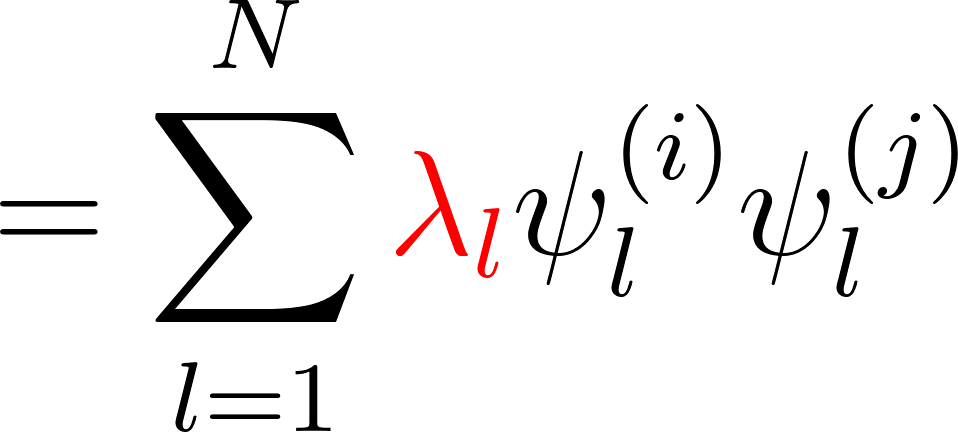 = \sum_{l=1}^{N} \lambda_l \psi_l^{(i)} \psi_l^{(j)}